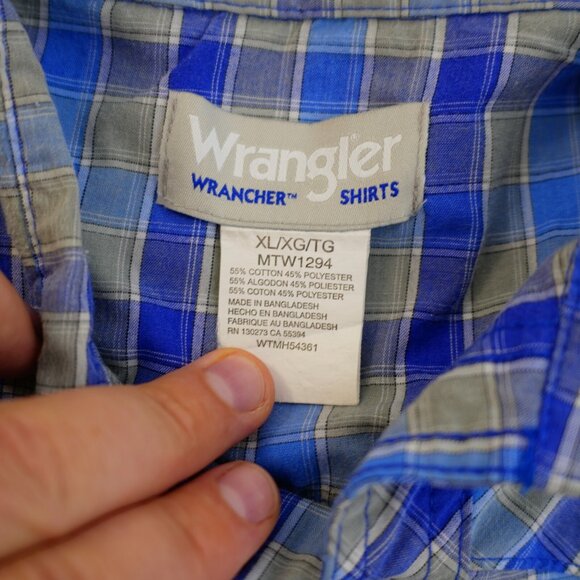 Wrangler
WRANCHER™ SHIRTS
XL/XG/TG
MTW1294
55% COTTON 45% POLYESTER
55% ALGODON 45% POLIESTER
55% COTON 45% POLYESTER
MADE IN BANGLADESH
HECHO EN BANGLADESH
FABRIQUE AU BANGLADESH
RN 130273 CA 55394
WTMH54361